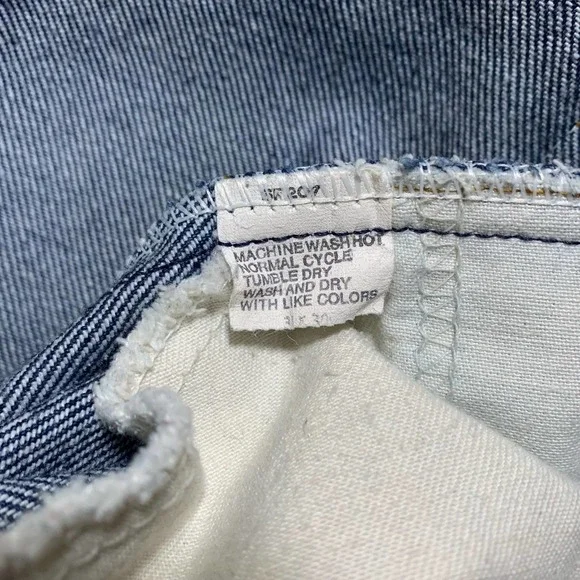 MACHINE WASH HOT
NORMAL CYCLE
TUMBLE DRY
WASH AND DRY
WITH LIKE COLORS